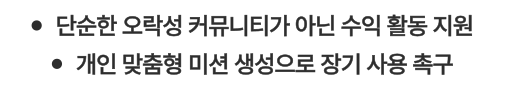 • 단순한 오락성 커뮤니티가 아닌 수익 활동 지원
• 개인 맞춤형 미션 생성으로 장기 사용 촉구